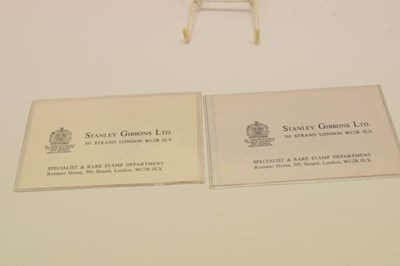 STANLEY GIBBONS LTD.
391 STRAND LONDON WC2R 0LX
SPECIALIST & RARE STAMP DEPARTMENT
Romano House, 399, Strand, London, WC2R 0LX.
STANLEY GIBBONS LTD.
391 STRAND LONDON WC2R 0LX
SPECIALIST & RARE STAMP DEPARTMENT
Romano House, 399, Strand, London, WC2R 0LX.